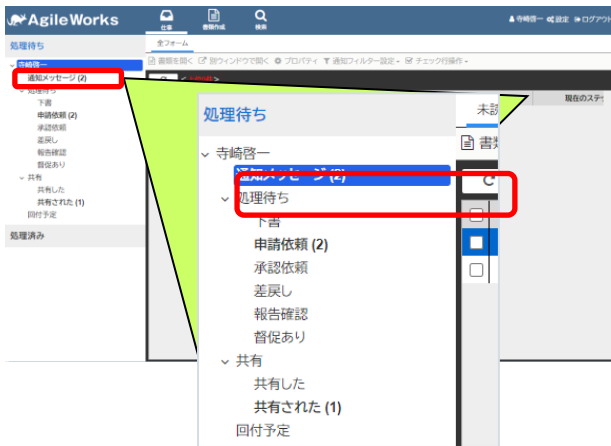 AgileWorks
仕事
書類作成
検索
寺崎啓一 設定 ログアウト
処理待ち
全フォーム
書類を開く 別ウィンドウで開く プロパティ 通知フィルター設定 チェック行操作
寺崎啓一
通知メッセージ (2)
処理待ち
下書
申請依頼 (2)
承認依頼
差戻し
報告確認
督促あり
共有
共有した
共有された (1)
回付予定
処理済み
現在のステ
処理待ち
未読
書類
寺崎啓一
通知メッセージ (2)
処理待ち
下書
申請依頼 (2)
承認依頼
差戻し
報告確認
督促あり
共有
共有した
共有された (1)
回付予定